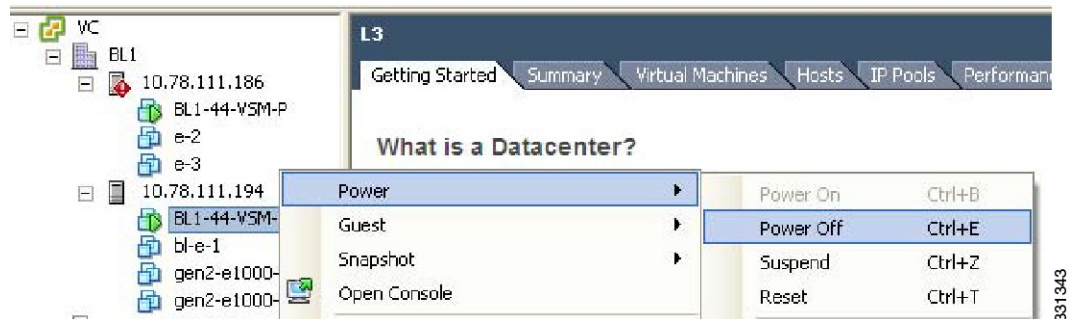 VC
BL1
10.78.111.186
BL1-44-VSM-P
e-2
e-3
10.78.111.194
BL1-44-VSM-
bl-e-1
gen2-e1000-
gen2-e1000-
L3
Getting Started Summary Virtual Machines Hosts IP Pools
What is a Datacenter?
Power
Guest
Snapshot
Open Console
Power On Ctrl+B
Power Off Ctrl+E
Suspend Ctrl+Z
Reset Ctrl+T
331343